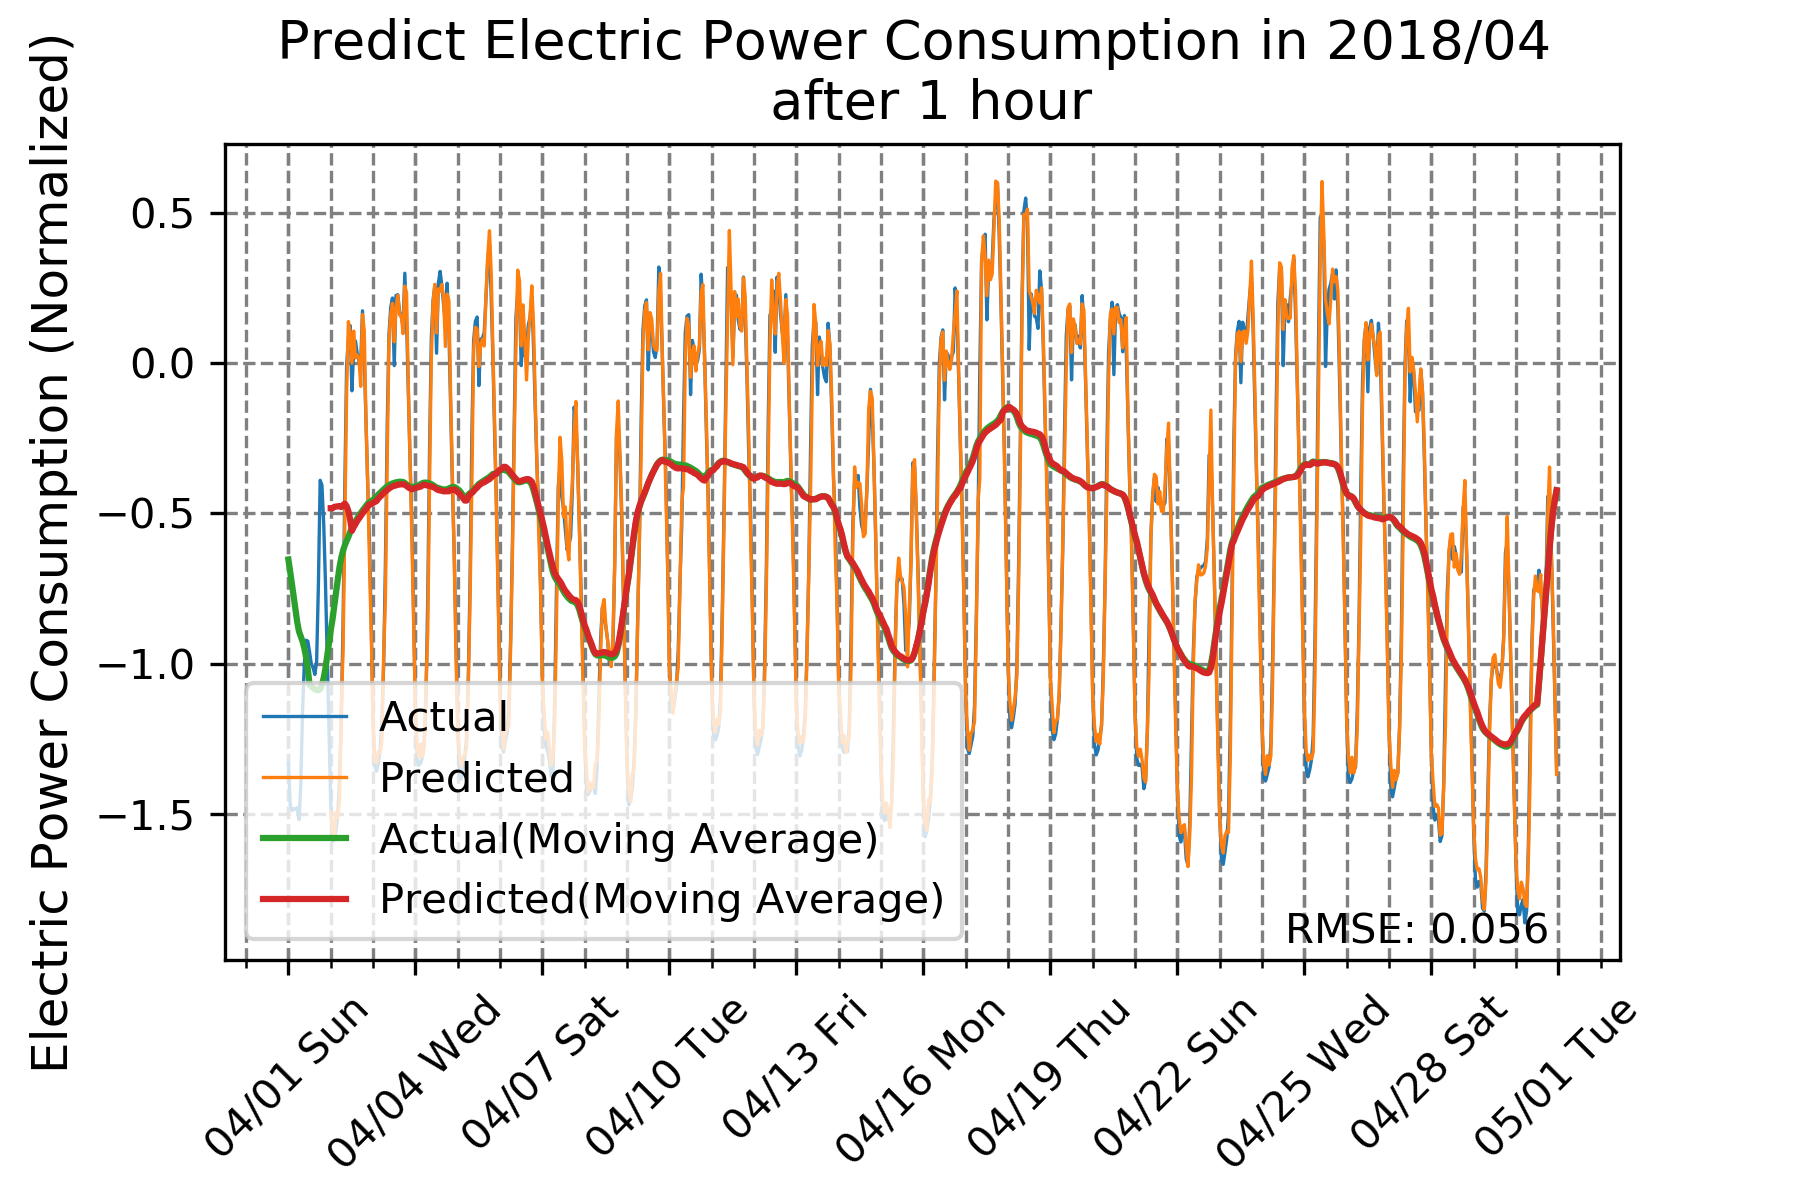 Predict Electric Power Consumption in 2018/04
after 1 hour
Electric Power Consumption (Normalized)
0.5
0.0
−0.5
−1.0
−1.5
Actual
Predicted
Actual(Moving Average)
Predicted(Moving Average)
RMSE: 0.056
04/01 Sun
04/04 Wed
04/07 Sat
04/10 Tue
04/13 Fri
04/16 Mon
04/19 Thu
04/22 Sun
04/25 Wed
04/28 Sat
05/01 Tue